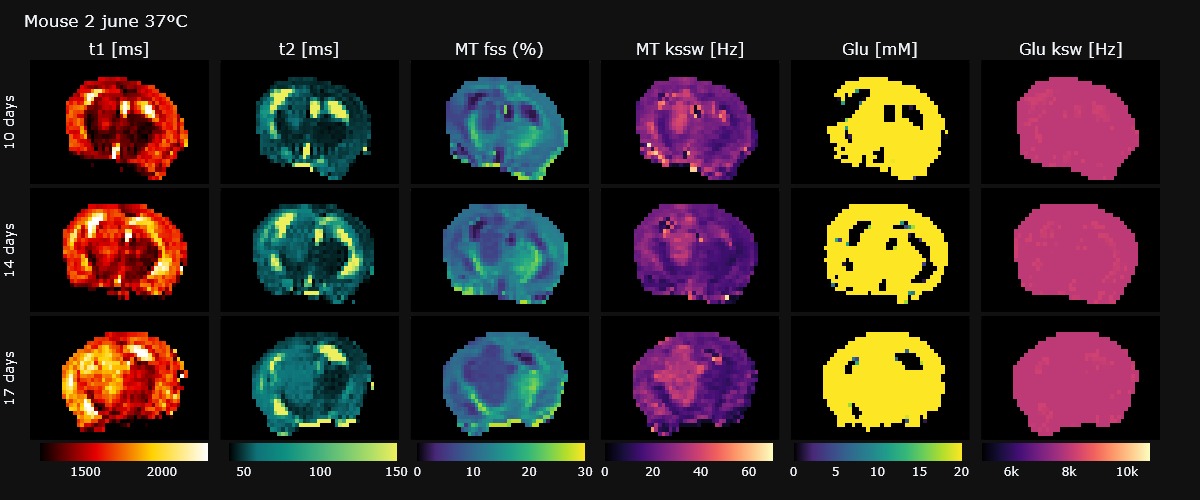 Mouse 2 june 37°C
t1 [ms] t2 [ms] MT fss (%) MT kssw [Hz] Glu [mM] Glu ksw [Hz]
10 days
14 days
17 days
1500 2000 50 100 150 0 10 20 30 0 20 40 60 0 5 10 15 20 6k 8k 10k